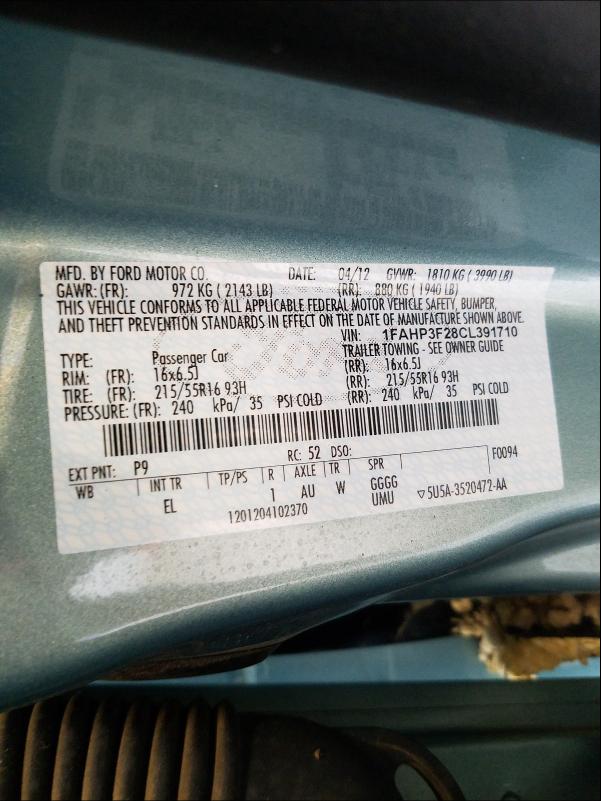 MFD. BY FORD MOTOR CO. DATE: 04/12 GVWR: 1810 KG ( 3990 LB)
GAWR: (FR): 972 KG ( 2143 LB) (RR): 880 KG ( 1940 LB)
THIS VEHICLE CONFORMS TO ALL APPLICABLE FEDERAL MOTOR VEHICLE SAFETY, BUMPER,
AND THEFT PREVENTION STANDARDS IN EFFECT ON THE DATE OF MANUFACTURE SHOWN ABOVE.
VIN: 1FAHP3F28CL391710
TYPE: Passenger Car TRAILER TOWING - SEE OWNER GUIDE
RIM: (FR): 16x6.5J (RR): 16x6.5J
TIRE: (FR): 215/55R16 93H (RR): 215/55R16 93H
PRESSURE: (FR): 240 kPa/ 35 PSI COLD (RR): 240 kPa/ 35 PSI COLD
EXT PNT: P9 RC: 52 DSO: F0094
WB INT TR TP/PS R AXLE TR SPR
EL 1 AU W GGGG
UMU
▽5U5A-3520472-AA
1201204102370